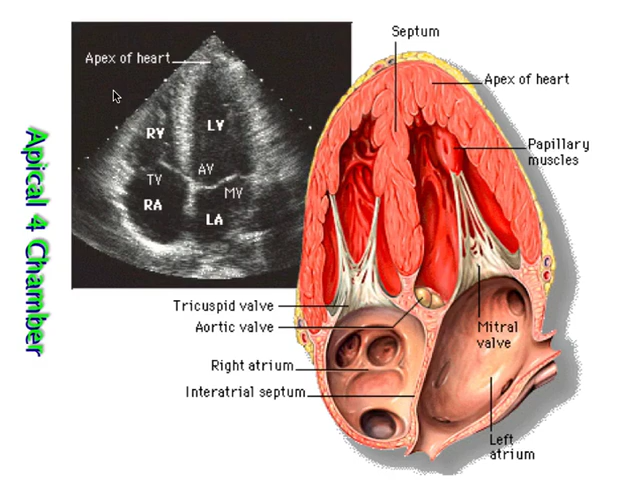 Apical 4 Chamber
Apex of heart
RV
LV
TV
AV
MV
RA
LA
Septum
Apex of heart
Papillary
muscles
Tricuspid valve
Aortic valve
Mitral
valve
Right atrium
Interatrial septum
Left
atrium